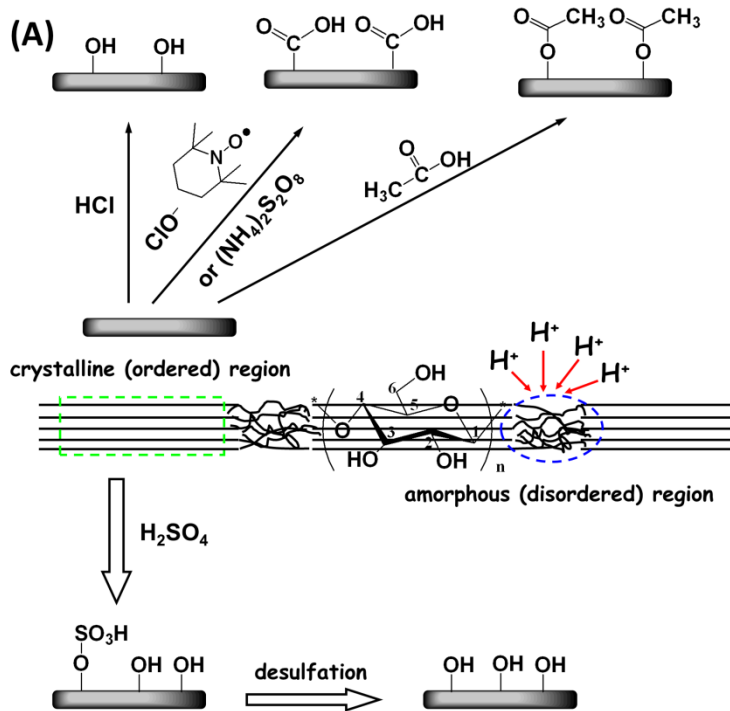 (A)
OH
OH
O
C
OH
O
C
OH
O
CH3
O
O
CH3
O
HCl
N
O•
ClO-
or (NH4)2S2O8
O
H3C
C
OH
crystalline (ordered) region
H+
H+
H+
H+
6
OH
*
4
5
O
*
O
3
2
1
HO
OH
n
amorphous (disordered) region
H2SO4
SO3H
O
OH
OH
desulfation
OH
OH
OH